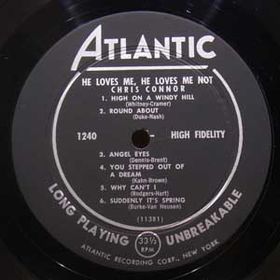 ATLANTIC
HE LOVES ME, HE LOVES ME NOT
CHRIS CONNOR
1. HIGH ON A WINDY HILL
(Whitney-Cramer)
2. ROUND ABOUT
(Duke-Nash)
1240 - HIGH FIDELITY
3. ANGEL EYES
(Dennis-Brent)
4. YOU STEPPED OUT OF
A DREAM
(Kahn-Brown)
5. WHY CAN'T I
(Rodgers-Hart)
6. SUDDENLY IT'S SPRING
(Burke-Van Heusen)
(11381)
LONG PLAYING 33⅓ RPM UNBREAKABLE
ATLANTIC RECORDING CORP., NEW YORK